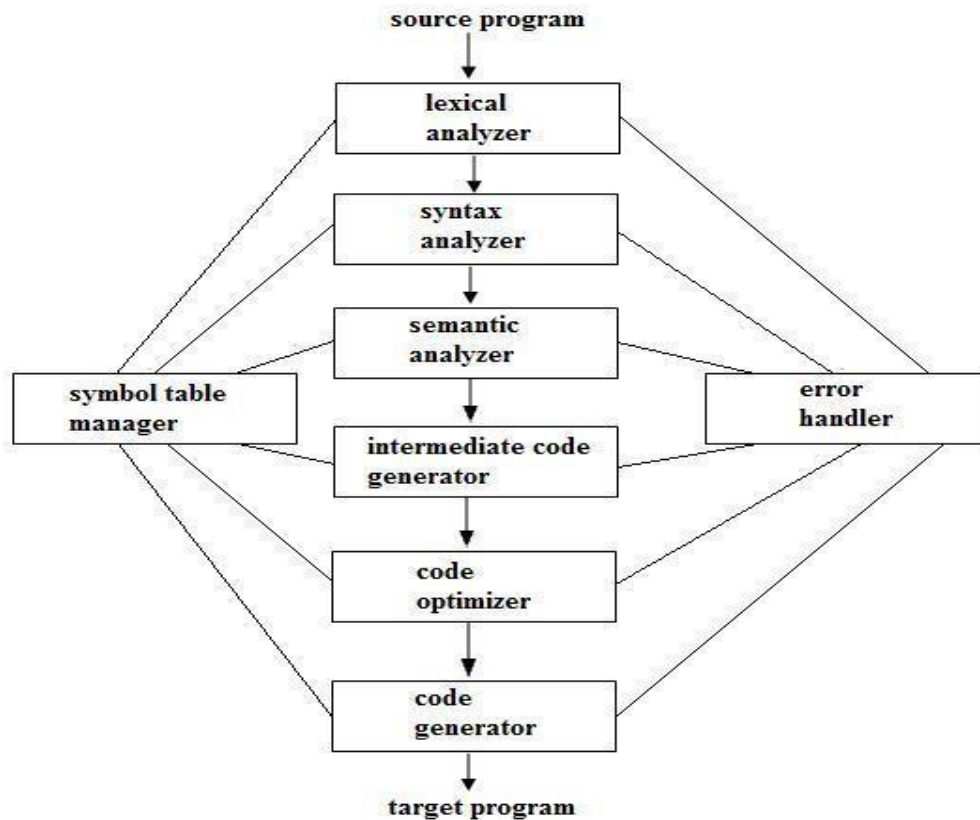 source program
lexical
analyzer
syntax
analyzer
semantic
analyzer
symbol table
manager
error
handler
intermediate code
generator
code
optimizer
code
generator
target program